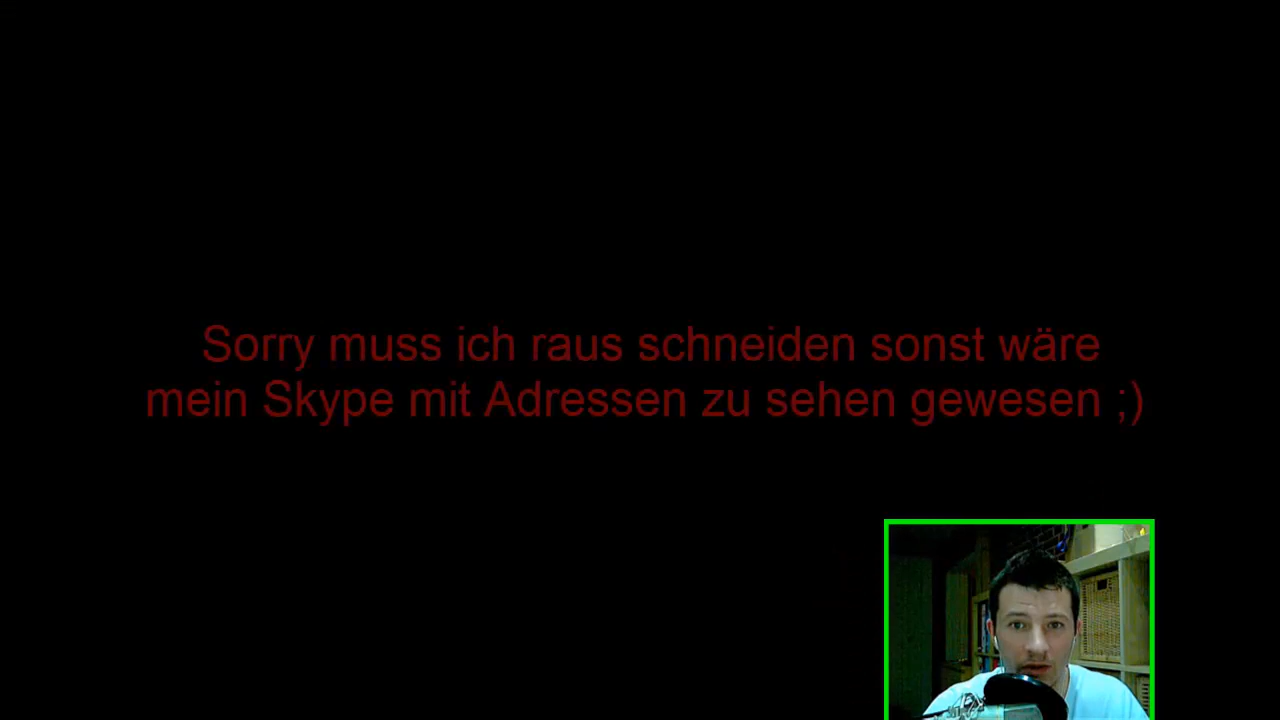 Sorry muss ich raus schneiden sonst wäre
mein Skype mit Adressen zu sehen gewesen ;)